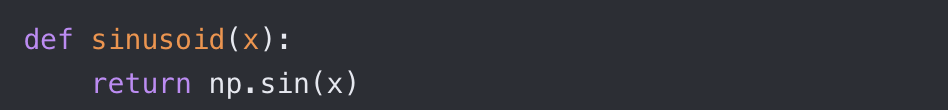 def sinusoid(x):
    return np.sin(x)